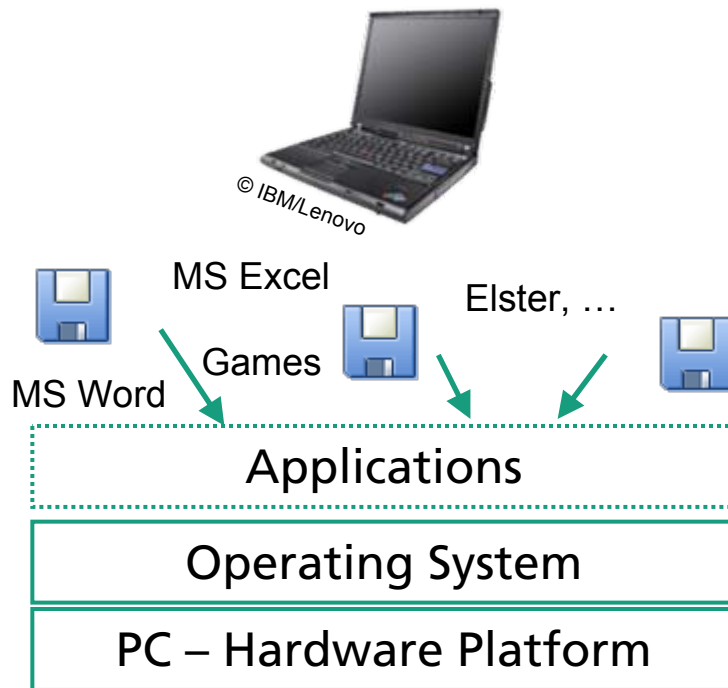 © IBM/Lenovo
MS Excel
Elster, …
Games
MS Word
Applications
Operating System
PC – Hardware Platform